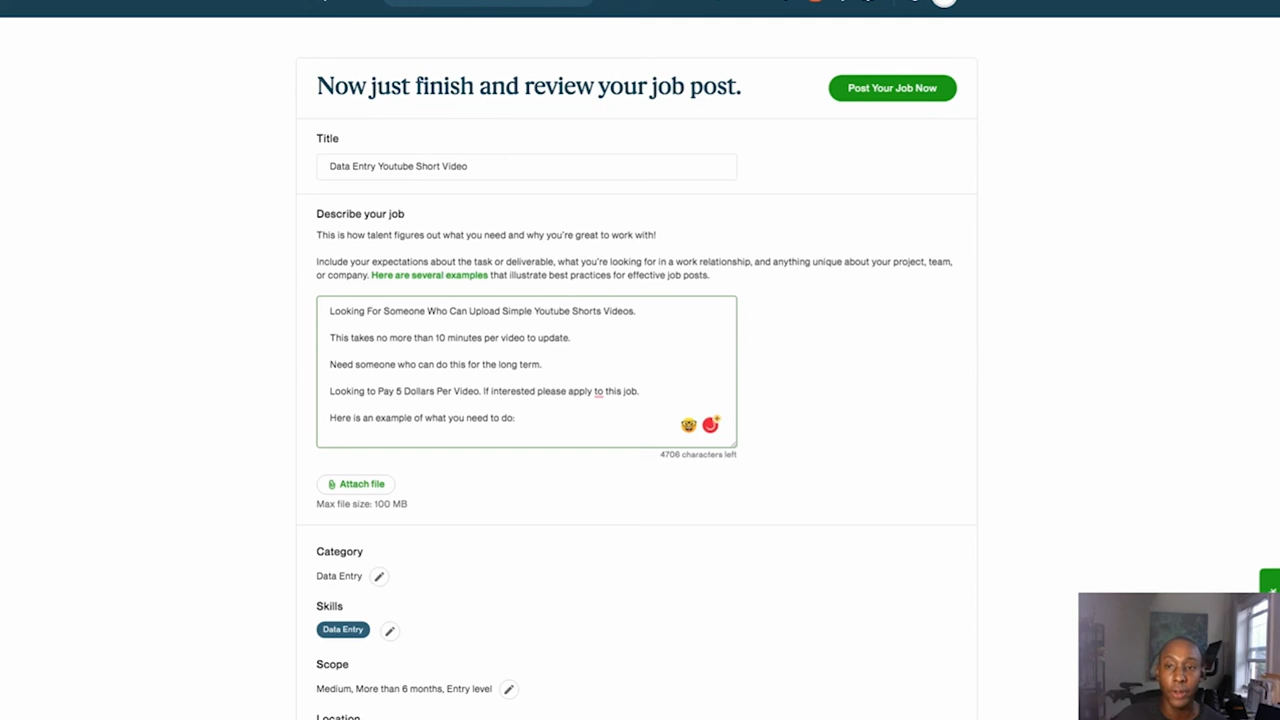 Now just finish and review your job post.
Post Your Job Now
Title
Data Entry Youtube Short Video
Describe your job
This is how talent figures out what you need and why you're great to work with!
Include your expectations about the task or deliverable, what you're looking for in a work relationship, and anything unique about your project, team,
or company. Here are several examples that illustrate best practices for effective job posts.
Looking For Someone Who Can Upload Simple Youtube Shorts Videos.
This takes no more than 10 minutes per video to update.
Need someone who can do this for the long term.
Looking to Pay 5 Dollars Per Video. If interested please apply to this job.
Here is an example of what you need to do:
4706 characters left
Attach file
Max file size: 100 MB
Category
Data Entry
Skills
Data Entry
Scope
Medium, More than 6 months, Entry level
Location